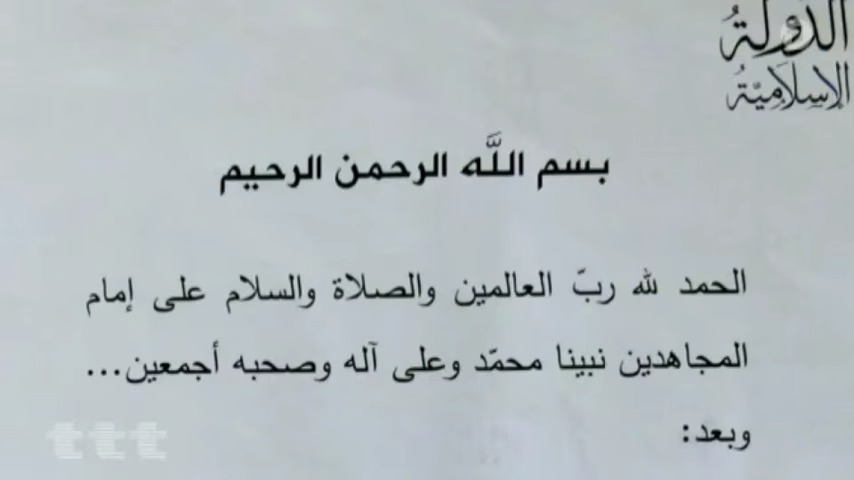 الدولة
الإسلامية
بسم اللَّه الرحمن الرحيم
الحمد لله ربّ العالمين والصلاة والسلام على إمام
المجاهدين نبينا محمّد وعلى آله وصحبه أجمعين...
وبعد:
ttt